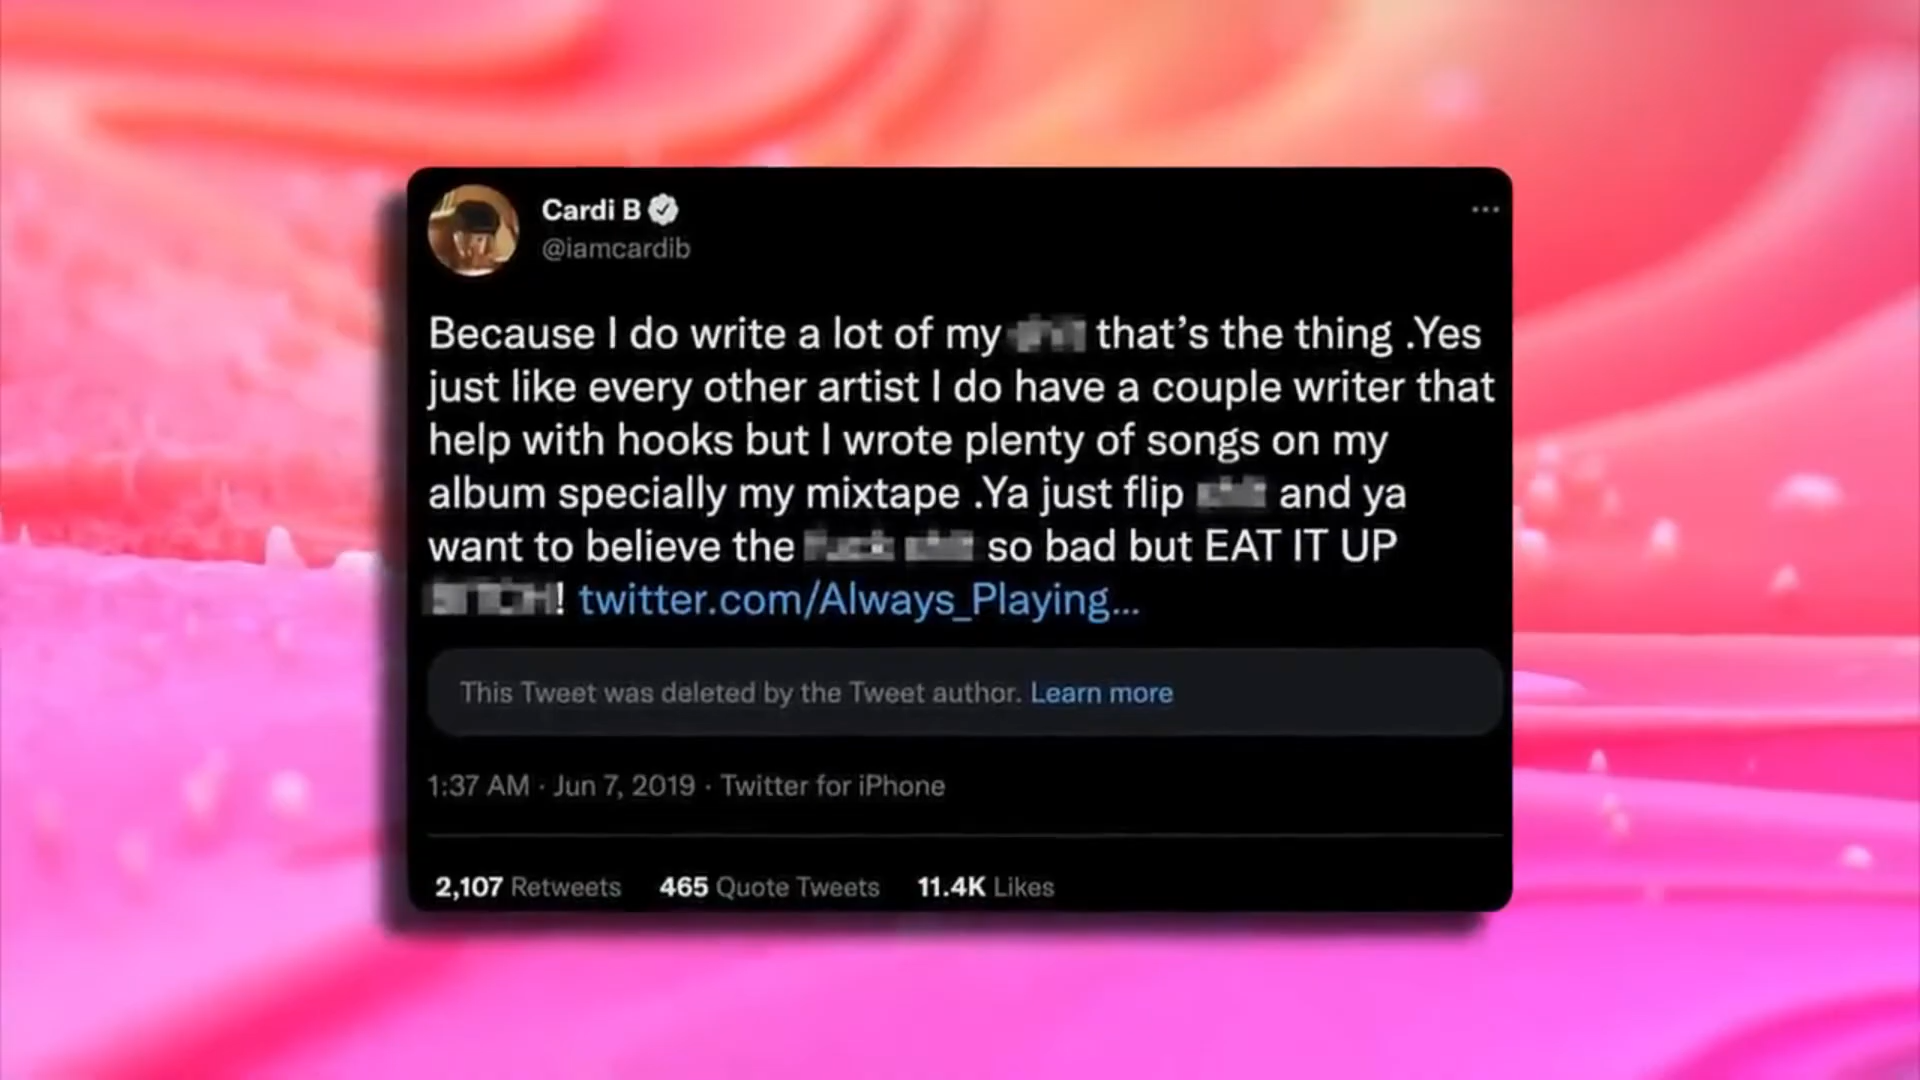 Cardi B
@iamcardib
Because I do write a lot of my that's the thing .Yes
just like every other artist I do have a couple writer that
help with hooks but I wrote plenty of songs on my
album specially my mixtape .Ya just flip and ya
want to believe the so bad but EAT IT UP
! twitter.com/Always_Playing...
This Tweet was deleted by the Tweet author. Learn more
1:37 AM · Jun 7, 2019 · Twitter for iPhone
2,107 Retweets 465 Quote Tweets 11.4K Likes